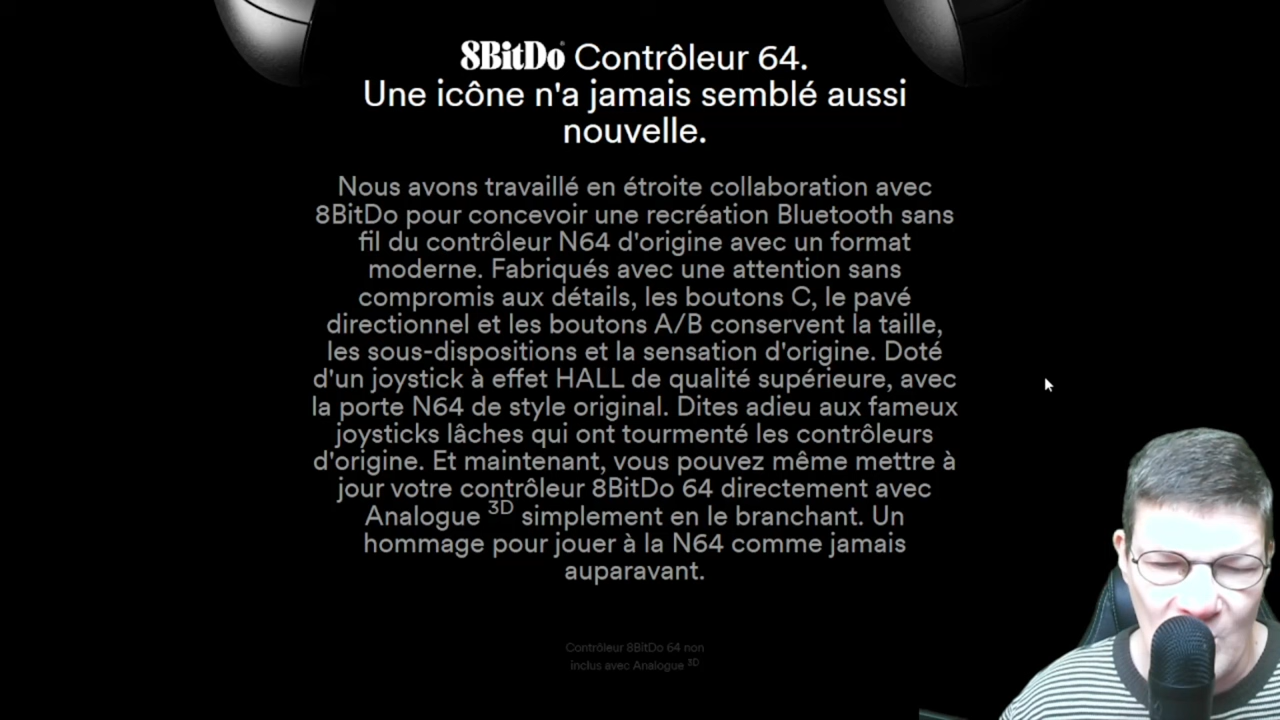 8BitDo® Contrôleur 64.
Une icône n'a jamais semblé aussi
nouvelle.
Nous avons travaillé en étroite collaboration avec
8BitDo pour concevoir une recréation Bluetooth sans
fil du contrôleur N64 d'origine avec un format
moderne. Fabriqués avec une attention sans
compromis aux détails, les boutons C, le pavé
directionnel et les boutons A/B conservent la taille,
les sous-dispositions et la sensation d'origine. Doté
d'un joystick à effet HALL de qualité supérieure, avec
la porte N64 de style original. Dites adieu aux fameux
joysticks lâches qui ont tourmenté les contrôleurs
d'origine. Et maintenant, vous pouvez même mettre à
jour votre contrôleur 8BitDo 64 directement avec
Analogue 3D simplement en le branchant. Un
hommage pour jouer à la N64 comme jamais
auparavant.
Contrôleur 8BitDo 64 non
inclus avec Analogue 3D